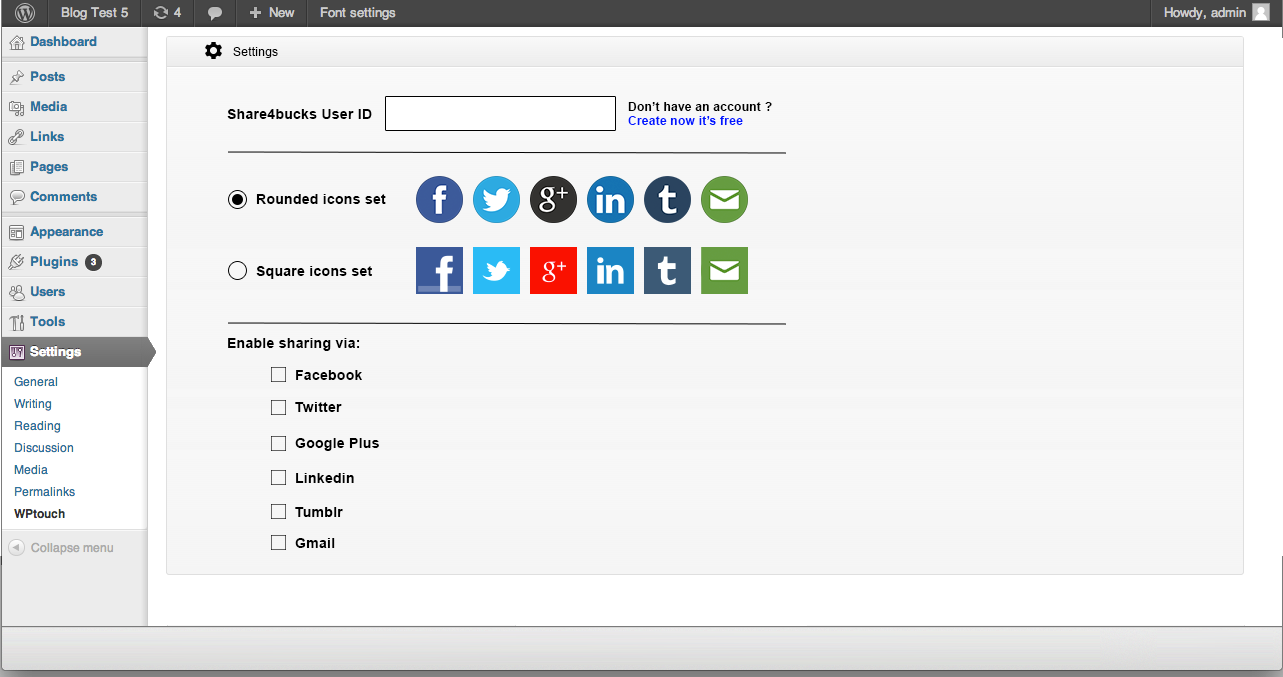 Blog Test 5
4
New
Font settings
Howdy, admin
Dashboard
Posts
Media
Links
Pages
Comments
Appearance
Plugins 3
Users
Tools
Settings
General
Writing
Reading
Discussion
Media
Permalinks
WPtouch
Collapse menu
Settings
Share4bucks User ID
Don't have an account ?
Create now it's free
Rounded icons set
f
g+
in
t
Square icons set
f
g+
in
t
Enable sharing via:
Facebook
Twitter
Google Plus
Linkedin
Tumblr
Gmail